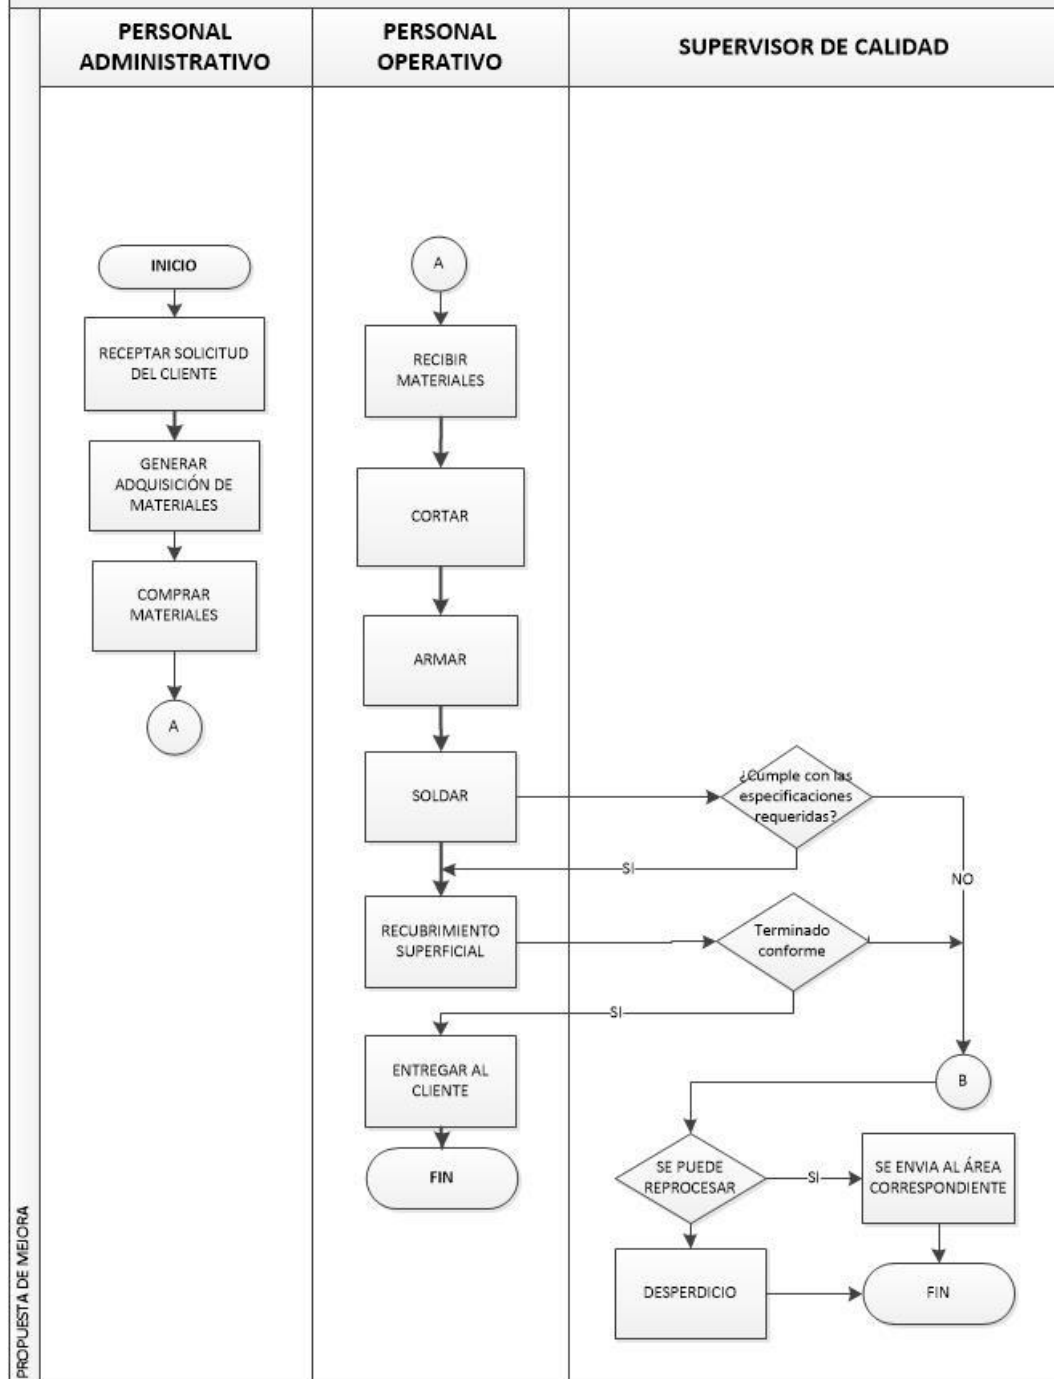 PERSONAL
ADMINISTRATIVO
PERSONAL
OPERATIVO
SUPERVISOR DE CALIDAD
PROPUESTA DE MEJORA
INICIO
RECEPTAR SOLICITUD
DEL CLIENTE
GENERAR
ADQUISICIÓN DE
MATERIALES
COMPRAR
MATERIALES
A
A
RECIBIR
MATERIALES
CORTAR
ARMAR
SOLDAR
RECUBRIMIENTO
SUPERFICIAL
ENTREGAR AL
CLIENTE
FIN
¿Cumple con las
especificaciones
requeridas?
SI
NO
Terminado
conforme
SI
B
SE PUEDE
REPROCESAR
SI
SE ENVIA AL ÁREA
CORRESPONDIENTE
DESPERDICIO
FIN